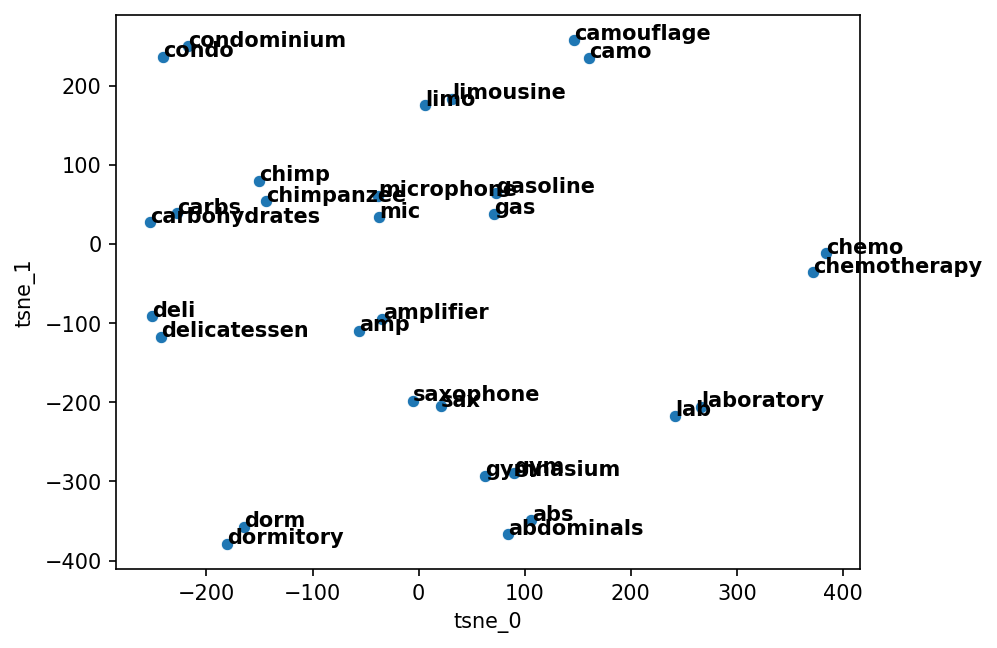 camouflage
condominium
condo
camo
200
limousine
limo
100
chimp
chimpanzee
microphone
gasoline
carbs
carbohydrates
mic
gas
0
chemo
chemotherapy
deli
amplifier
−100
amp
delicatessen
saxophone
sax
−200
laboratory
lab
gym
gymnasium
−300
abs
abdominals
dorm
dormitory
−400
−200 −100 0 100 200 300 400
tsne_0
tsne_1